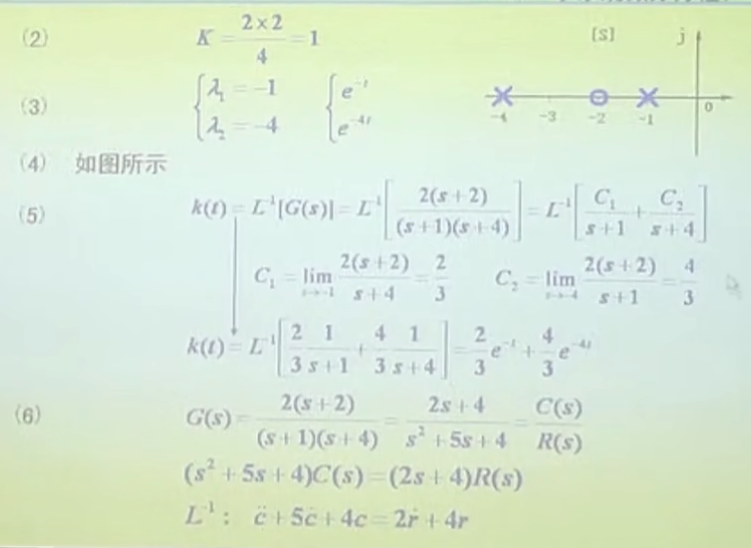 (2) K = \frac{2×2}{4} = 1
[S] j
(3) \begin{cases} λ_1 = -1 \\ λ_2 = -4 \end{cases} \begin{cases} e^{-t} \\ e^{-4t} \end{cases}
-4 -3 -2 -1 0
(4) 如图所示
(5) k(t) = L^{-1}[G(s)] = L^{-1}\left[\frac{2(s+2)}{(s+1)(s+4)}\right] = L^{-1}\left[\frac{C_1}{s+1} + \frac{C_2}{s+4}\right]
C_1 = \lim_{s→-1} \frac{2(s+2)}{s+4} = \frac{2}{3} C_2 = \lim_{s→-4} \frac{2(s+2)}{s+1} = \frac{4}{3}
k(t) = L^{-1}\left[\frac{2}{3}\frac{1}{s+1} + \frac{4}{3}\frac{1}{s+4}\right] = \frac{2}{3}e^{-t} + \frac{4}{3}e^{-4t}
(6) G(s) = \frac{2(s+2)}{(s+1)(s+4)} = \frac{2s+4}{s^2+5s+4} = \frac{C(s)}{R(s)}
(s^2+5s+4)C(s) = (2s+4)R(s)
L^{-1}: \ddot{c}+5\dot{c}+4c = 2\dot{r}+4r